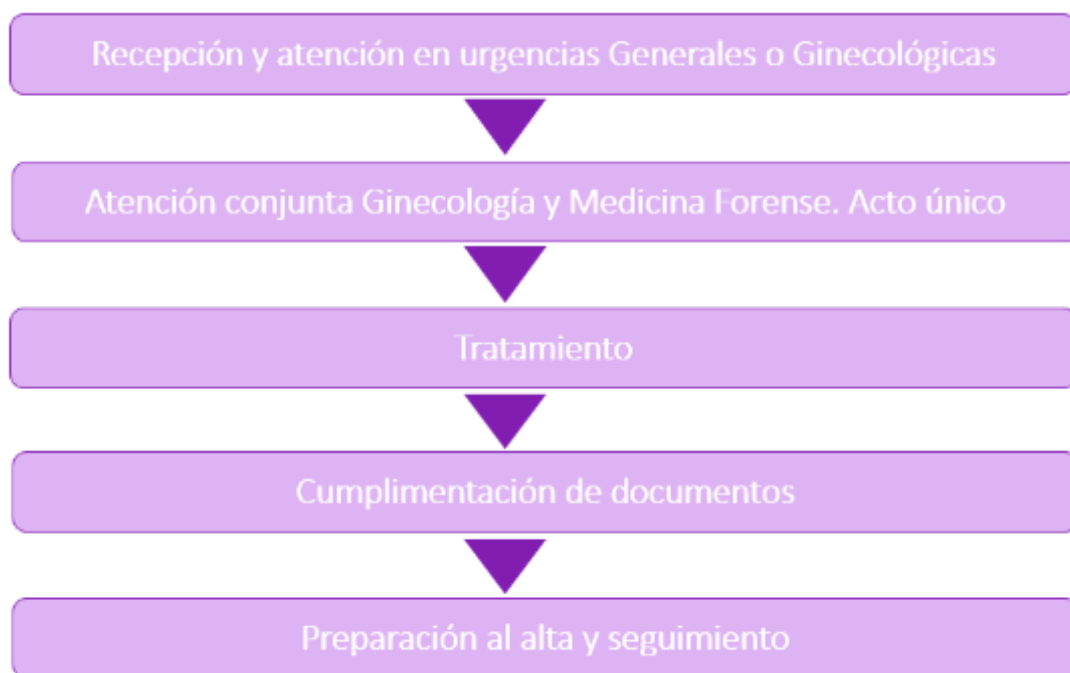 Recepción y atención en urgencias Generales o Ginecológicas
Atención conjunta Ginecología y Medicina Forense. Acto único
Tratamiento
Cumplimentación de documentos
Preparación al alta y seguimiento